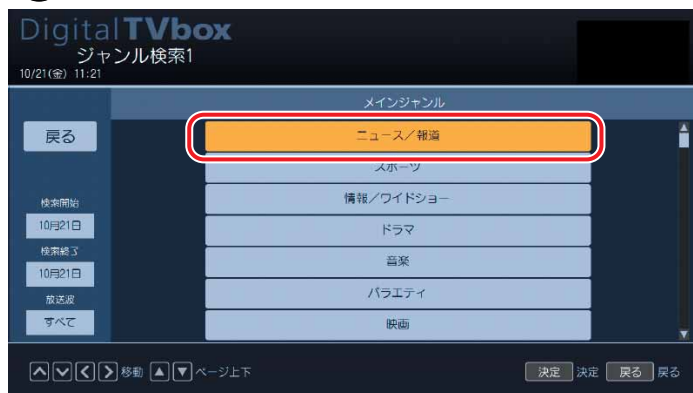 DigitalTVbox
ジャンル検索1
10/21(金) 11:21
メインジャンル
戻る
ニュース／報道
スポーツ
情報／ワイドショー
検索開始
10月21日
ドラマ
検索終了
音楽
10月21日
バラエティ
放送波
すべて
映画
移動 ページ上下 決定 決定 戻る 戻る